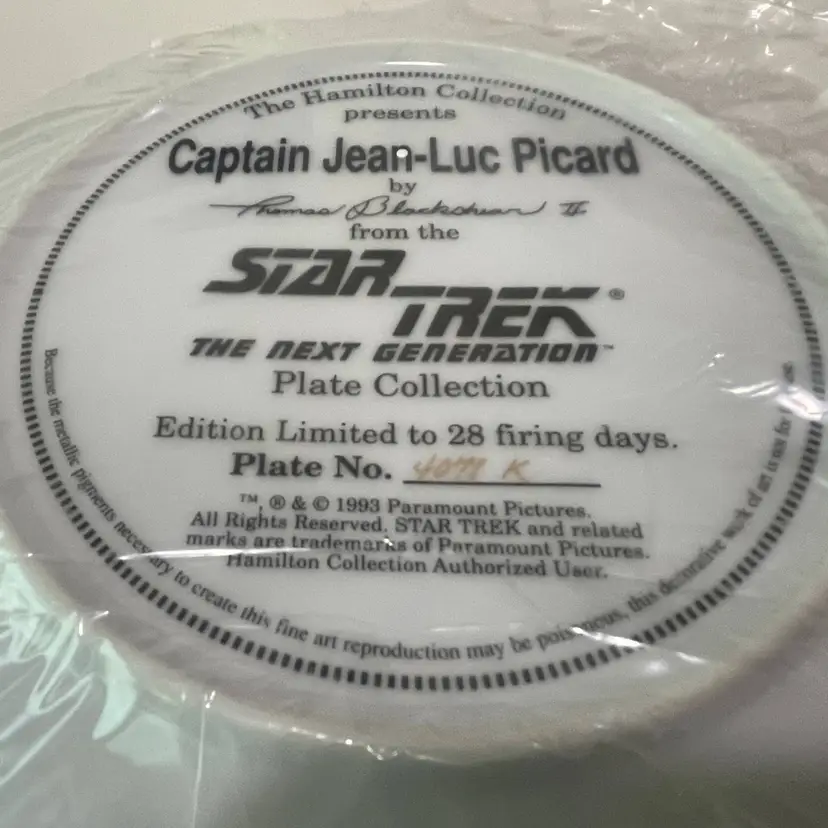 The Hamilton Collection
presents
Captain Jean-Luc Picard
by
Thomas Blackshear II
from the
STAR TREK®
THE NEXT GENERATION™
Plate Collection
Edition Limited to 28 firing days.
Plate No. K
™, ® & © 1993 Paramount Pictures.
All Rights Reserved. STAR TREK and related
marks are trademarks of Paramount Pictures.
Hamilton Collection Authorized User.
Because the metallic pigments necessary to create this fine art reproduction may be poisonous, this decorative work of art is not for